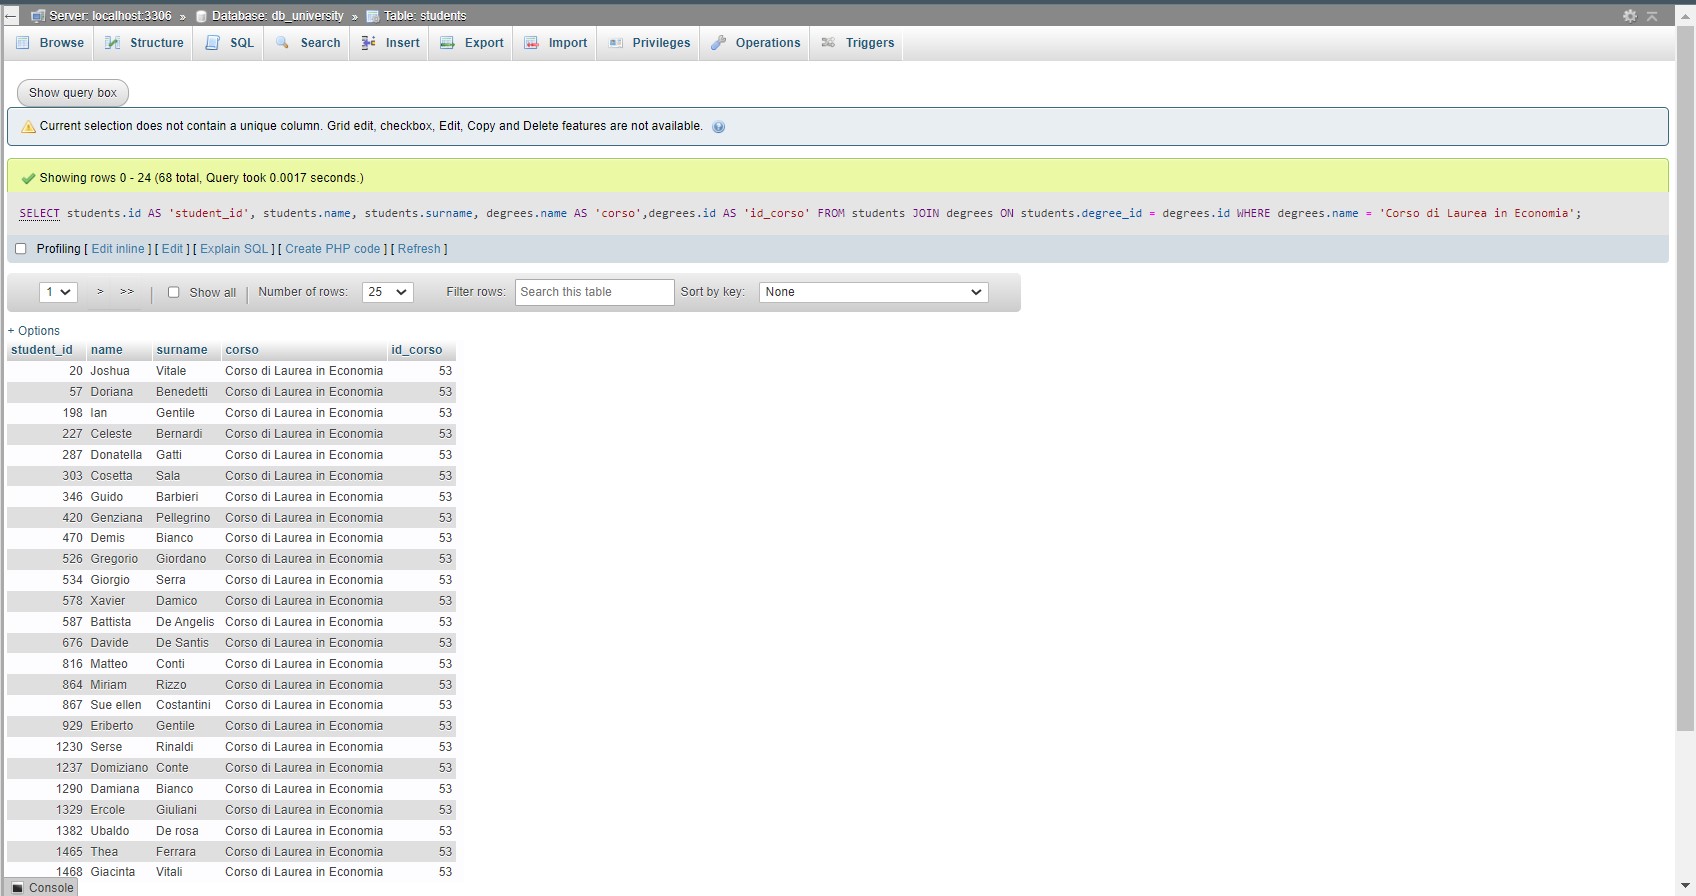 Server: localhost:3306 » Database: db_university » Table: students
Browse Structure SQL Search Insert Export Import Privileges Operations Triggers
Show query box
Current selection does not contain a unique column. Grid edit, checkbox, Edit, Copy and Delete features are not available.
Showing rows 0 - 24 (68 total, Query took 0.0017 seconds.)
SELECT students.id AS 'student_id', students.name, students.surname, degrees.name AS 'corso',degrees.id AS 'id_corso' FROM students JOIN degrees ON students.degree_id = degrees.id WHERE degrees.name = 'Corso di Laurea in Economia';
Profiling [ Edit inline ] [ Edit ] [ Explain SQL ] [ Create PHP code ] [ Refresh ]
1 > >> | Show all | Number of rows: 25 Filter rows: Search this table Sort by key: None
+ Options
student_id name surname corso id_corso
20 Joshua Vitale Corso di Laurea in Economia 53
57 Doriana Benedetti Corso di Laurea in Economia 53
198 Ian Gentile Corso di Laurea in Economia 53
227 Celeste Bernardi Corso di Laurea in Economia 53
287 Donatella Gatti Corso di Laurea in Economia 53
303 Cosetta Sala Corso di Laurea in Economia 53
346 Guido Barbieri Corso di Laurea in Economia 53
420 Genziana Pellegrino Corso di Laurea in Economia 53
470 Demis Bianco Corso di Laurea in Economia 53
526 Gregorio Giordano Corso di Laurea in Economia 53
534 Giorgio Serra Corso di Laurea in Economia 53
578 Xavier Damico Corso di Laurea in Economia 53
587 Battista De Angelis Corso di Laurea in Economia 53
676 Davide De Santis Corso di Laurea in Economia 53
816 Matteo Conti Corso di Laurea in Economia 53
864 Miriam Rizzo Corso di Laurea in Economia 53
867 Sue ellen Costantini Corso di Laurea in Economia 53
929 Eriberto Gentile Corso di Laurea in Economia 53
1230 Serse Rinaldi Corso di Laurea in Economia 53
1237 Domiziano Conte Corso di Laurea in Economia 53
1290 Damiana Bianco Corso di Laurea in Economia 53
1329 Ercole Giuliani Corso di Laurea in Economia 53
1382 Ubaldo De rosa Corso di Laurea in Economia 53
1465 Thea Ferrara Corso di Laurea in Economia 53
1468 Giacinta Vitali Corso di Laurea in Economia 53
Console